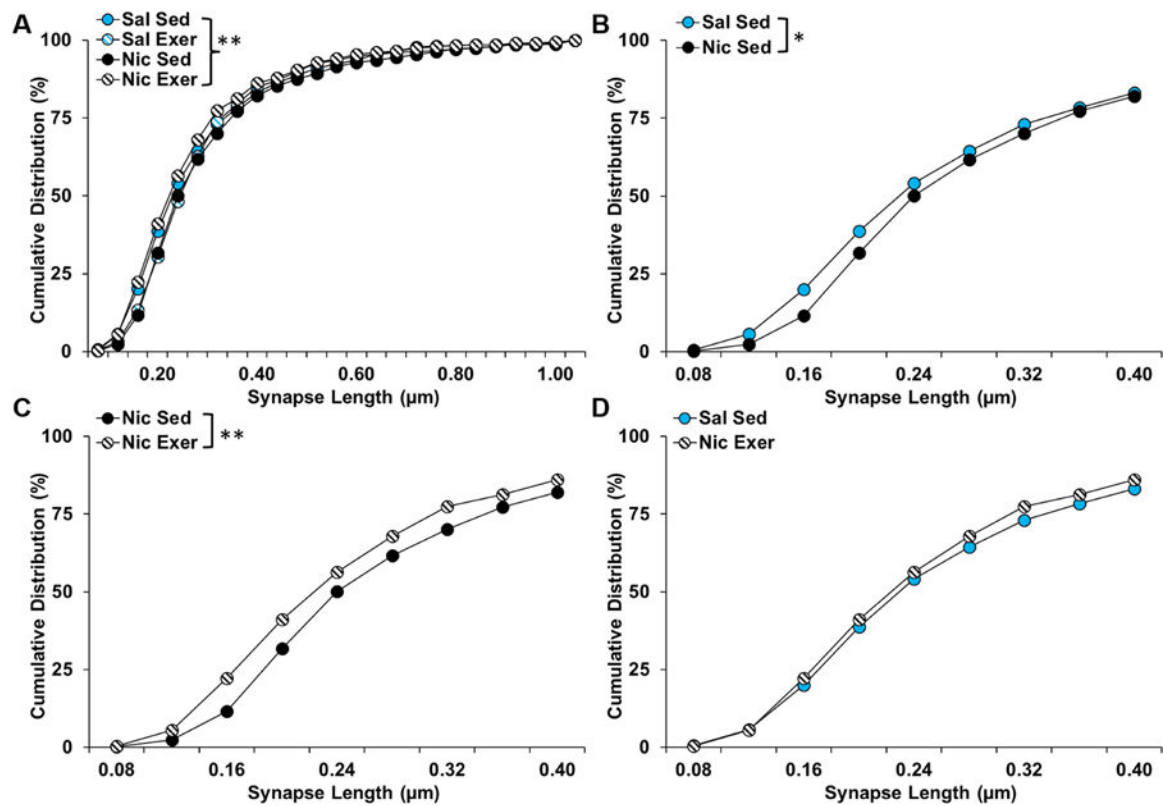 A
Sal Sed
Sal Exer
Nic Sed
Nic Exer
**
Cumulative Distribution (%)
100
75
50
25
0
0.20 0.40 0.60 0.80 1.00
Synapse Length (µm)
B
Sal Sed
Nic Sed
*
Cumulative Distribution (%)
100
75
50
25
0
0.08 0.16 0.24 0.32 0.40
Synapse Length (µm)
C
Nic Sed
Nic Exer
**
Cumulative Distribution (%)
100
75
50
25
0
0.08 0.16 0.24 0.32 0.40
Synapse Length (µm)
D
Sal Sed
Nic Exer
Cumulative Distribution (%)
100
75
50
25
0
0.08 0.16 0.24 0.32 0.40
Synapse Length (µm)